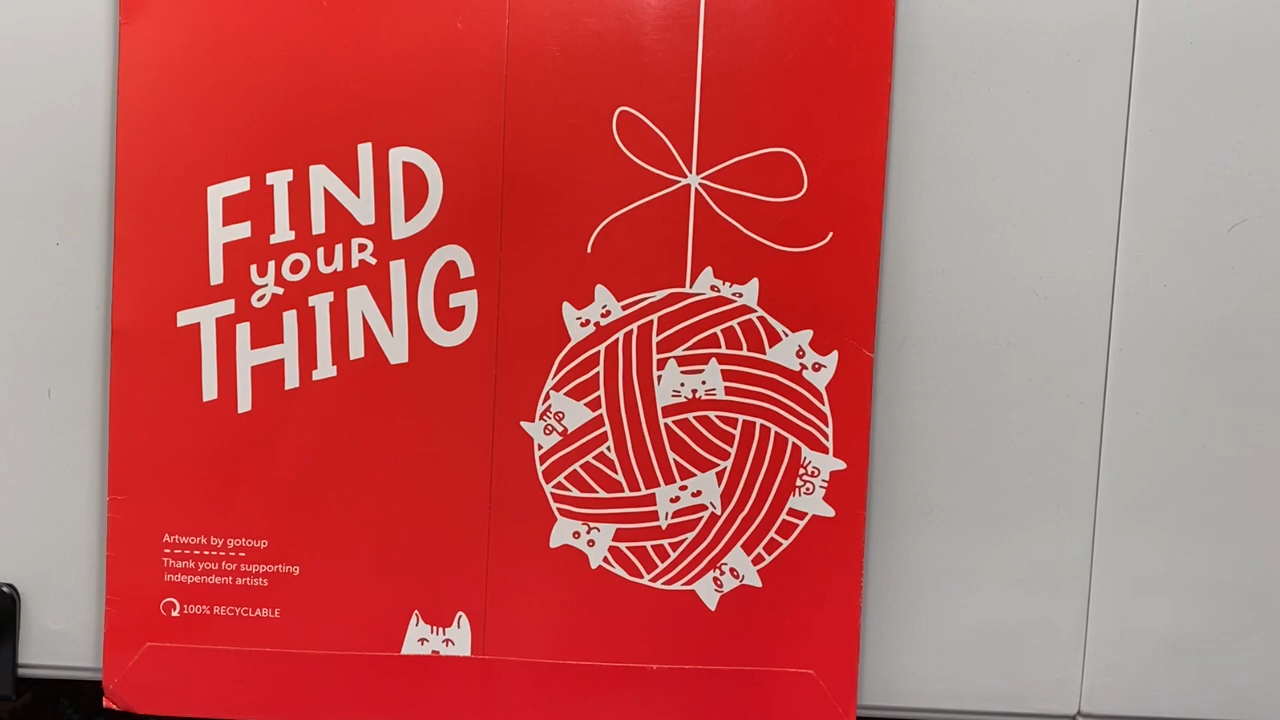 FIND
your
THING
Artwork by gotoup
Thank you for supporting
independent artists
100% RECYCLABLE